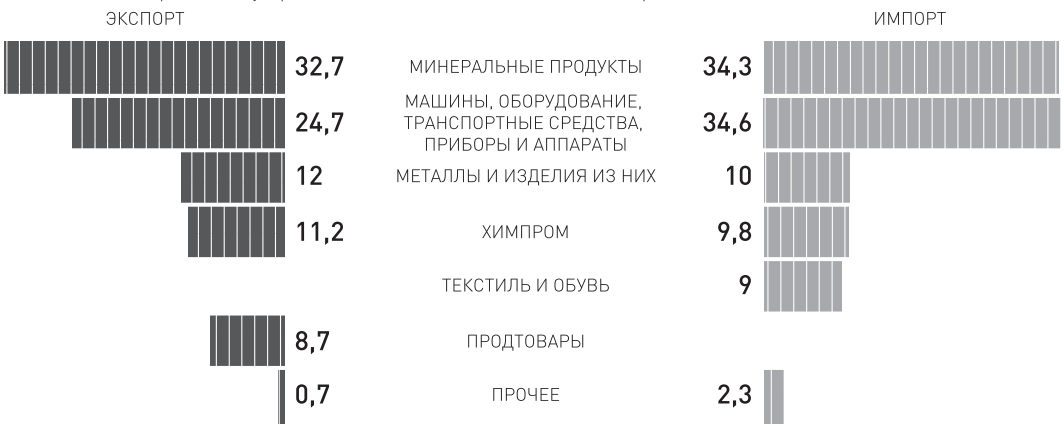 ЭКСПОРТ
ИМПОРТ
32,7 МИНЕРАЛЬНЫЕ ПРОДУКТЫ 34,3
МАШИНЫ, ОБОРУДОВАНИЕ,
24,7 ТРАНСПОРТНЫЕ СРЕДСТВА, 34,6
ПРИБОРЫ И АППАРАТЫ
12 МЕТАЛЛЫ И ИЗДЕЛИЯ ИЗ НИХ 10
11,2 ХИМПРОМ 9,8
ТЕКСТИЛЬ И ОБУВЬ 9
8,7 ПРОДТОВАРЫ
0,7 ПРОЧЕЕ 2,3